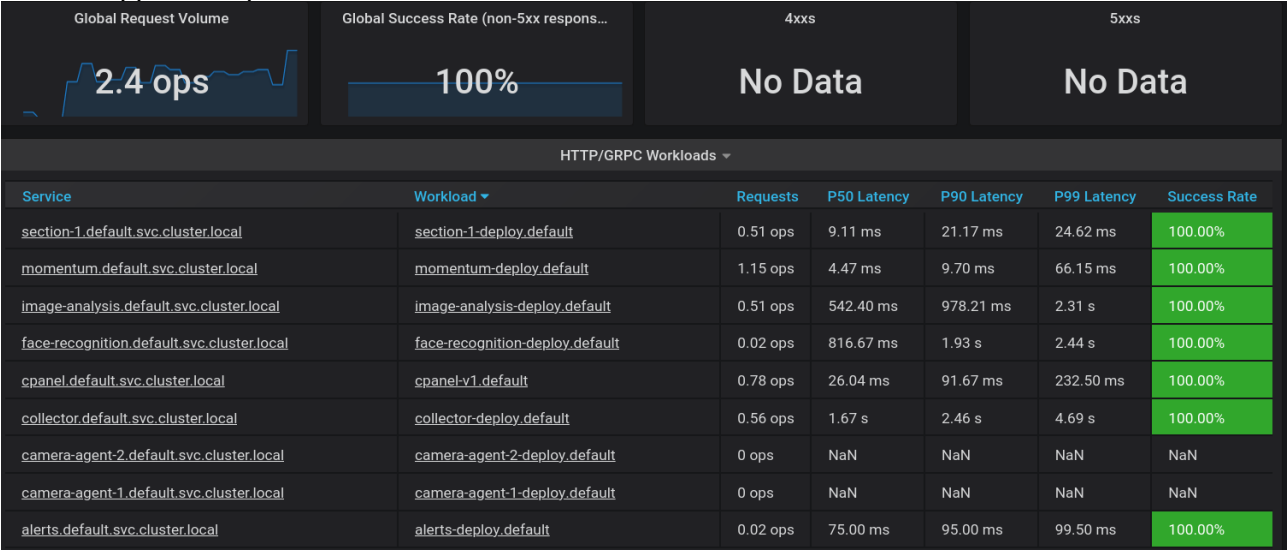 Global Request Volume
Global Success Rate (non-5xx respons...
4xxs
5xxs
2.4 ops
100%
No Data
No Data
HTTP/GRPC Workloads
Service Workload Requests P50 Latency P90 Latency P99 Latency Success Rate
section-1.default.svc.cluster.local section-1-deploy.default 0.51 ops 9.11 ms 21.17 ms 24.62 ms 100.00%
momentum.default.svc.cluster.local momentum-deploy.default 1.15 ops 4.47 ms 9.70 ms 66.15 ms 100.00%
image-analysis.default.svc.cluster.local image-analysis-deploy.default 0.51 ops 542.40 ms 978.21 ms 2.31 s 100.00%
face-recognition.default.svc.cluster.local face-recognition-deploy.default 0.02 ops 816.67 ms 1.93 s 2.44 s 100.00%
cpanel.default.svc.cluster.local cpanel-v1.default 0.78 ops 26.04 ms 91.67 ms 232.50 ms 100.00%
collector.default.svc.cluster.local collector-deploy.default 0.56 ops 1.67 s 2.46 s 4.69 s 100.00%
camera-agent-2.default.svc.cluster.local camera-agent-2-deploy.default 0 ops NaN NaN NaN NaN
camera-agent-1.default.svc.cluster.local camera-agent-1-deploy.default 0 ops NaN NaN NaN NaN
alerts.default.svc.cluster.local alerts-deploy.default 0.02 ops 75.00 ms 95.00 ms 99.50 ms 100.00%